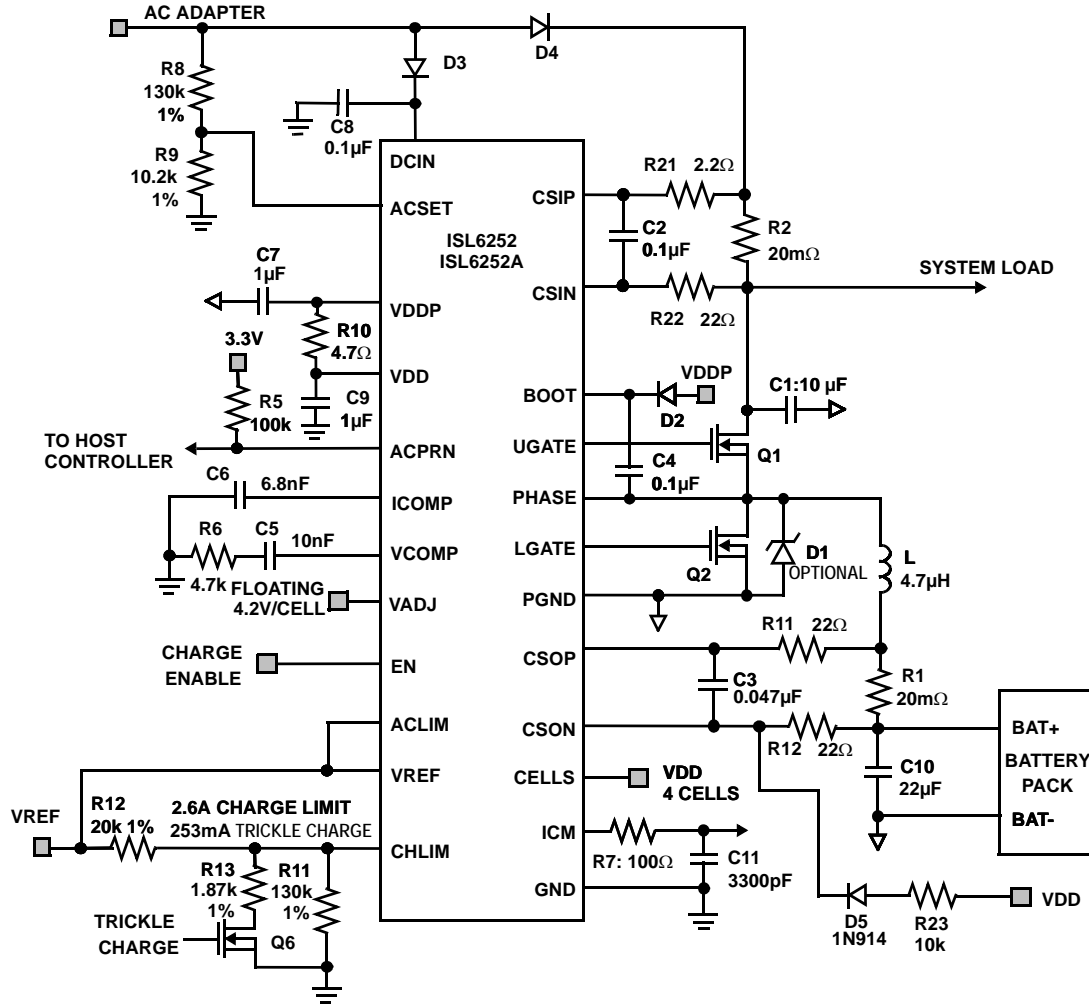 AC ADAPTER
D4
D3
R8
130k
1%
C8
0.1µF
R9
10.2k
1%
DCIN
ACSET
ISL6252
ISL6252A
CSIP
R21 2.2Ω
C2
0.1µF
R2
20mΩ
CSIN
R22 22Ω
SYSTEM LOAD
C7
1µF
VDDP
R10
4.7Ω
3.3V
VDD
C9
1µF
R5
100k
BOOT
VDDP
D2
C1:10 µF
TO HOST
CONTROLLER
ACPRN
UGATE
Q1
C4
0.1µF
C6
6.8nF
ICOMP
PHASE
R6
4.7k
C5
10nF
VCOMP
LGATE
Q2
D1
OPTIONAL
L
4.7µH
FLOATING
4.2V/CELL
VADJ
PGND
R11 22Ω
CHARGE
ENABLE
EN
CSOP
C3
0.047µF
R1
20mΩ
ACLIM
CSON
R12 22Ω
BAT+
BATTERY
PACK
BAT-
C10
22µF
VREF
CELLS
VDD
4 CELLS
VREF
R12
20k 1%
2.6A CHARGE LIMIT
253mA TRICKLE CHARGE
CHLIM
ICM
R7: 100Ω
C11
3300pF
R13
1.87k
1%
R11
130k
1%
GND
TRICKLE
CHARGE
Q6
D5
1N914
R23
10k
VDD